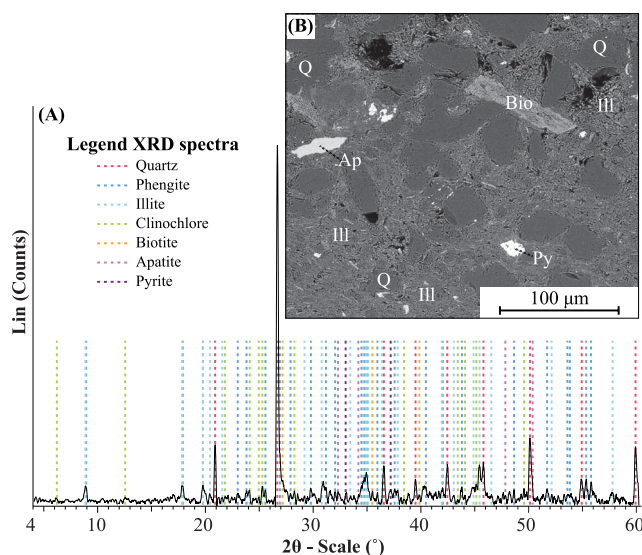 (B)
Q
Q
Bio
Ill
(A)
Legend XRD spectra
Quartz
Phengite
Illite
Clinochlore
Biotite
Apatite
Pyrite
Ap
Ill
Py
Q
Ill
100 μm
Lin (Counts)
4 10 20 30 40 50 60
2θ - Scale (°)